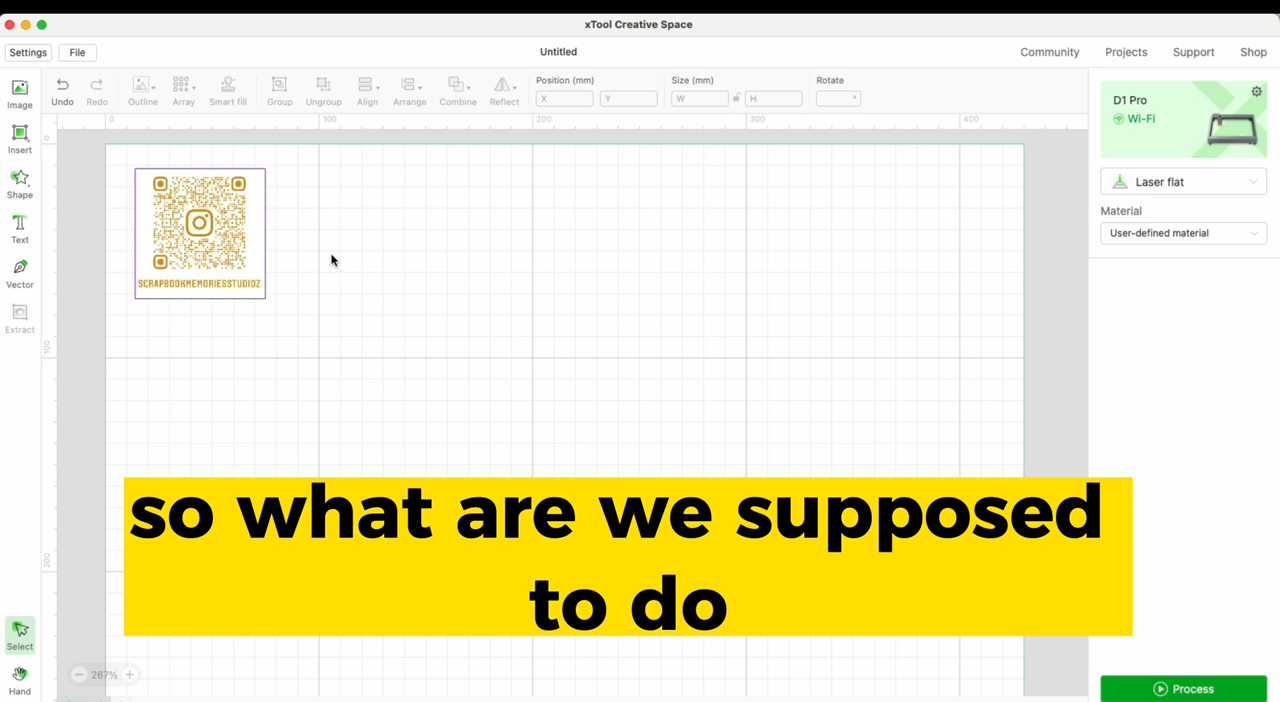 xTool Creative Space
Settings File Untitled Community Projects Support Shop
Image
Insert
Shape
Text
Vector
Extract
Select
Hand
Undo Redo Outline Array Smart fill Group Ungroup Align Arrange Combine Reflect
Position (mm) Size (mm) Rotate
X Y W H °
0 100 200 300 400
0
100
200
SCRAPBOOKMEMORIESSTUDIOZ
D1 Pro
Wi-Fi
Laser flat
Material
User-defined material
so what are we supposed
to do
267%
Process